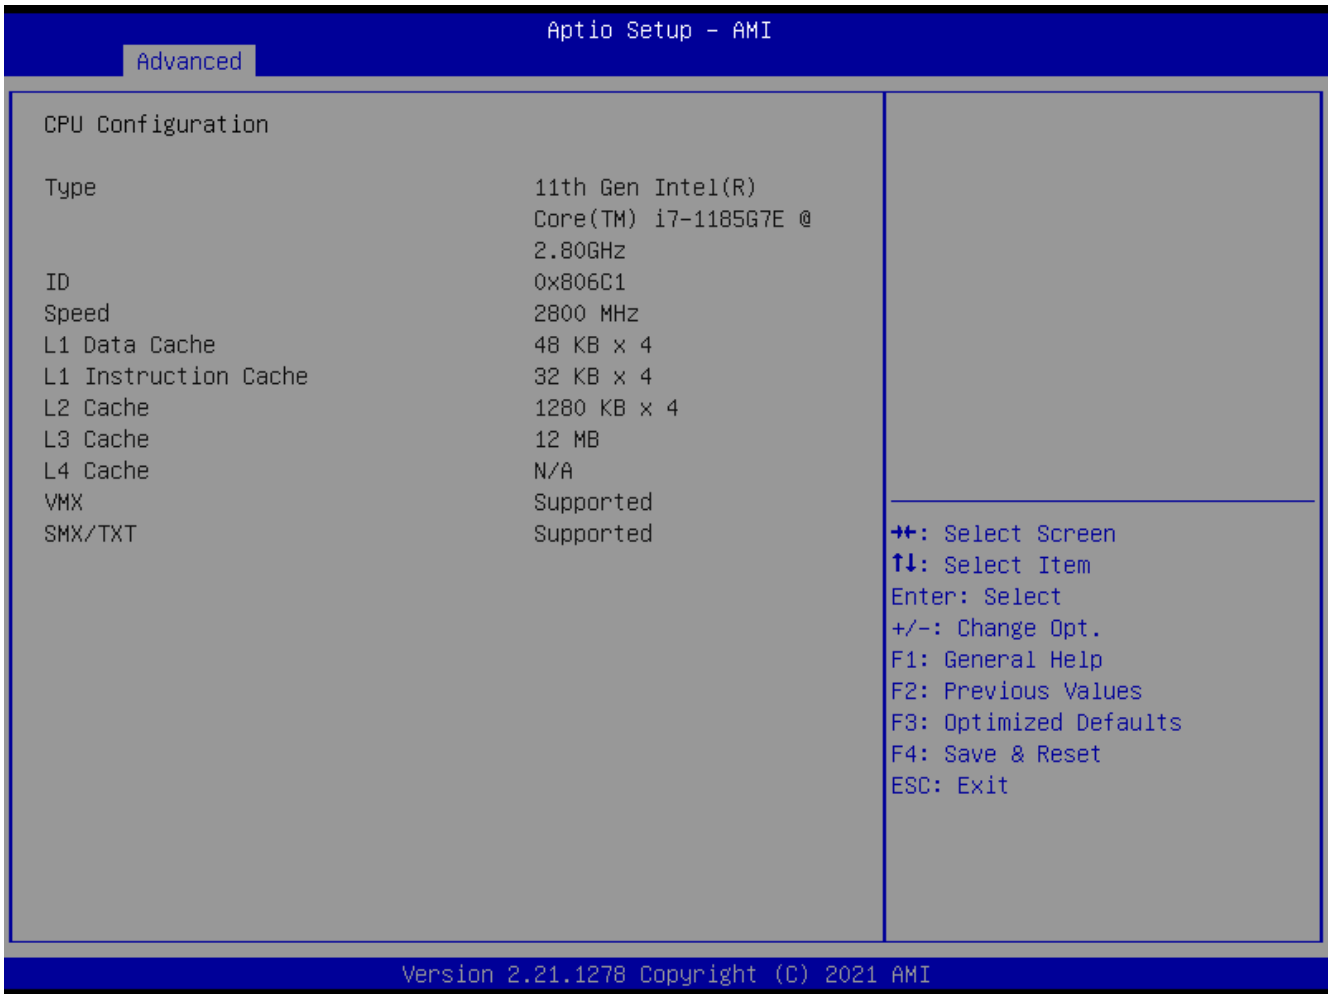 Aptio Setup – AMI
Advanced
CPU Configuration
Type 11th Gen Intel(R)
Core(TM) i7-1185G7E @
2.80GHz
ID 0x806C1
Speed 2800 MHz
L1 Data Cache 48 KB x 4
L1 Instruction Cache 32 KB x 4
L2 Cache 1280 KB x 4
L3 Cache 12 MB
L4 Cache N/A
VMX Supported
SMX/TXT Supported
→←: Select Screen
↑↓: Select Item
Enter: Select
+/-: Change Opt.
F1: General Help
F2: Previous Values
F3: Optimized Defaults
F4: Save & Reset
ESC: Exit
Version 2.21.1278 Copyright (C) 2021 AMI